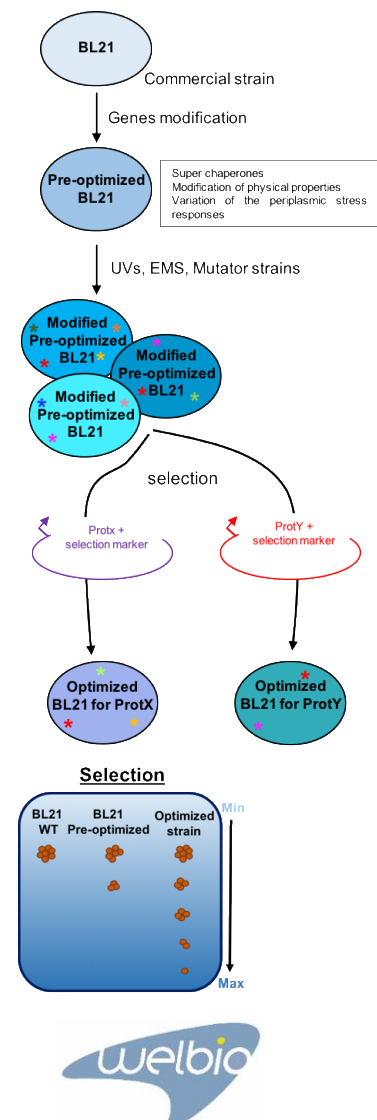 BL21
Commercial strain
Genes modification
Pre-optimized
BL21
Super chaperones
Modification of physical properties
Variation of the periplasmic stress
responses
UVs, EMS, Mutator strains
Modified
Pre-optimized
BL21
Modified
Pre-optimized
BL21
Modified
Pre-optimized
BL21
selection
Protx +
selection marker
ProtY +
selection marker
Optimized
BL21 for ProtX
Optimized
BL21 for ProtY
Selection
BL21
WT
BL21
Pre-optimized
Optimized
strain
Min
Max
welbio